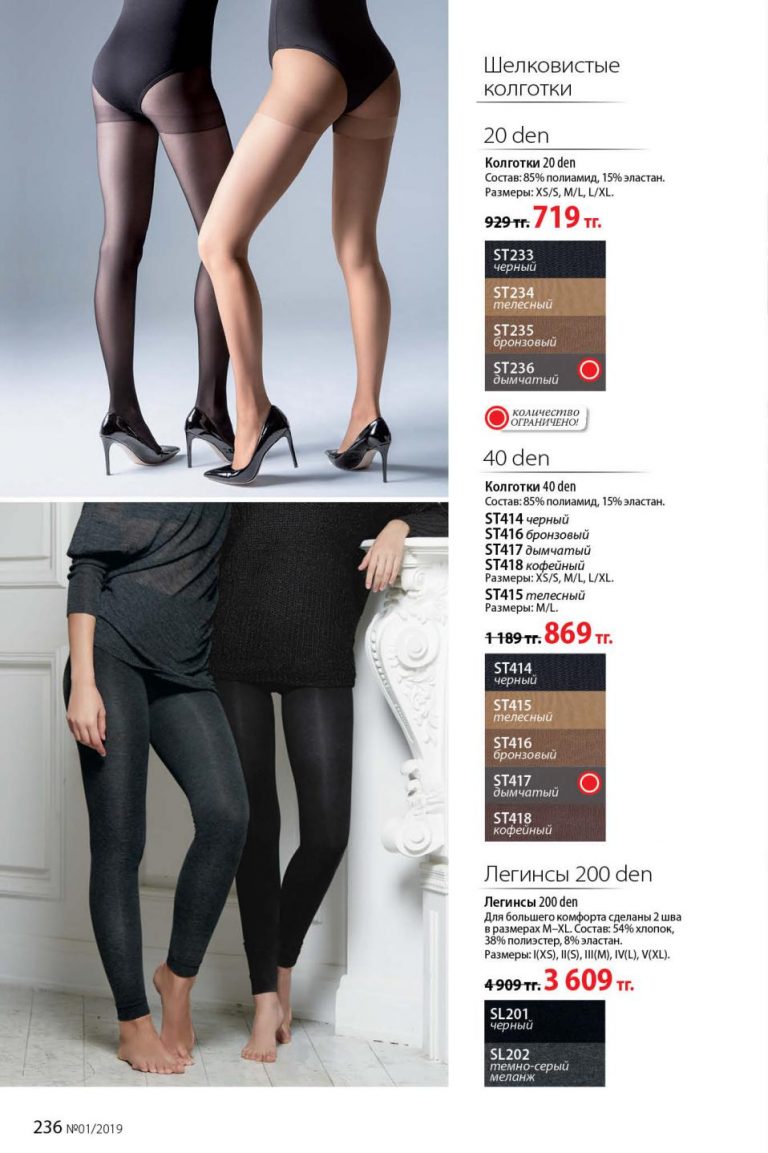 Шелковистые
колготки
20 den
Колготки 20 den
Состав: 85% полиамид, 15% эластан.
Размеры: XS/S, M/L, L/XL.
929 тг. 719 тг.
ST233
черный
ST234
телесный
ST235
бронзовый
ST236
дымчатый
количество
ОГРАНИЧЕНО!
40 den
Колготки 40 den
Состав: 85% полиамид, 15% эластан.
ST414 черный
ST416 бронзовый
ST417 дымчатый
ST418 кофейный
Размеры: XS/S, M/L, L/XL.
ST415 телесный
Размеры: M/L.
1 189 тг. 869 тг.
ST414
черный
ST415
телесный
ST416
бронзовый
ST417
дымчатый
ST418
кофейный
Легинсы 200 den
Легинсы 200 den
Для большего комфорта сделаны 2 шва
в размерах M–XL. Состав: 54% хлопок,
38% полиэстер, 8% эластан.
Размеры: I(XS), II(S), III(M), IV(L), V(XL).
4 909 тг. 3 609 тг.
SL201
черный
SL202
темно-серый
меланж
236 №01/2019